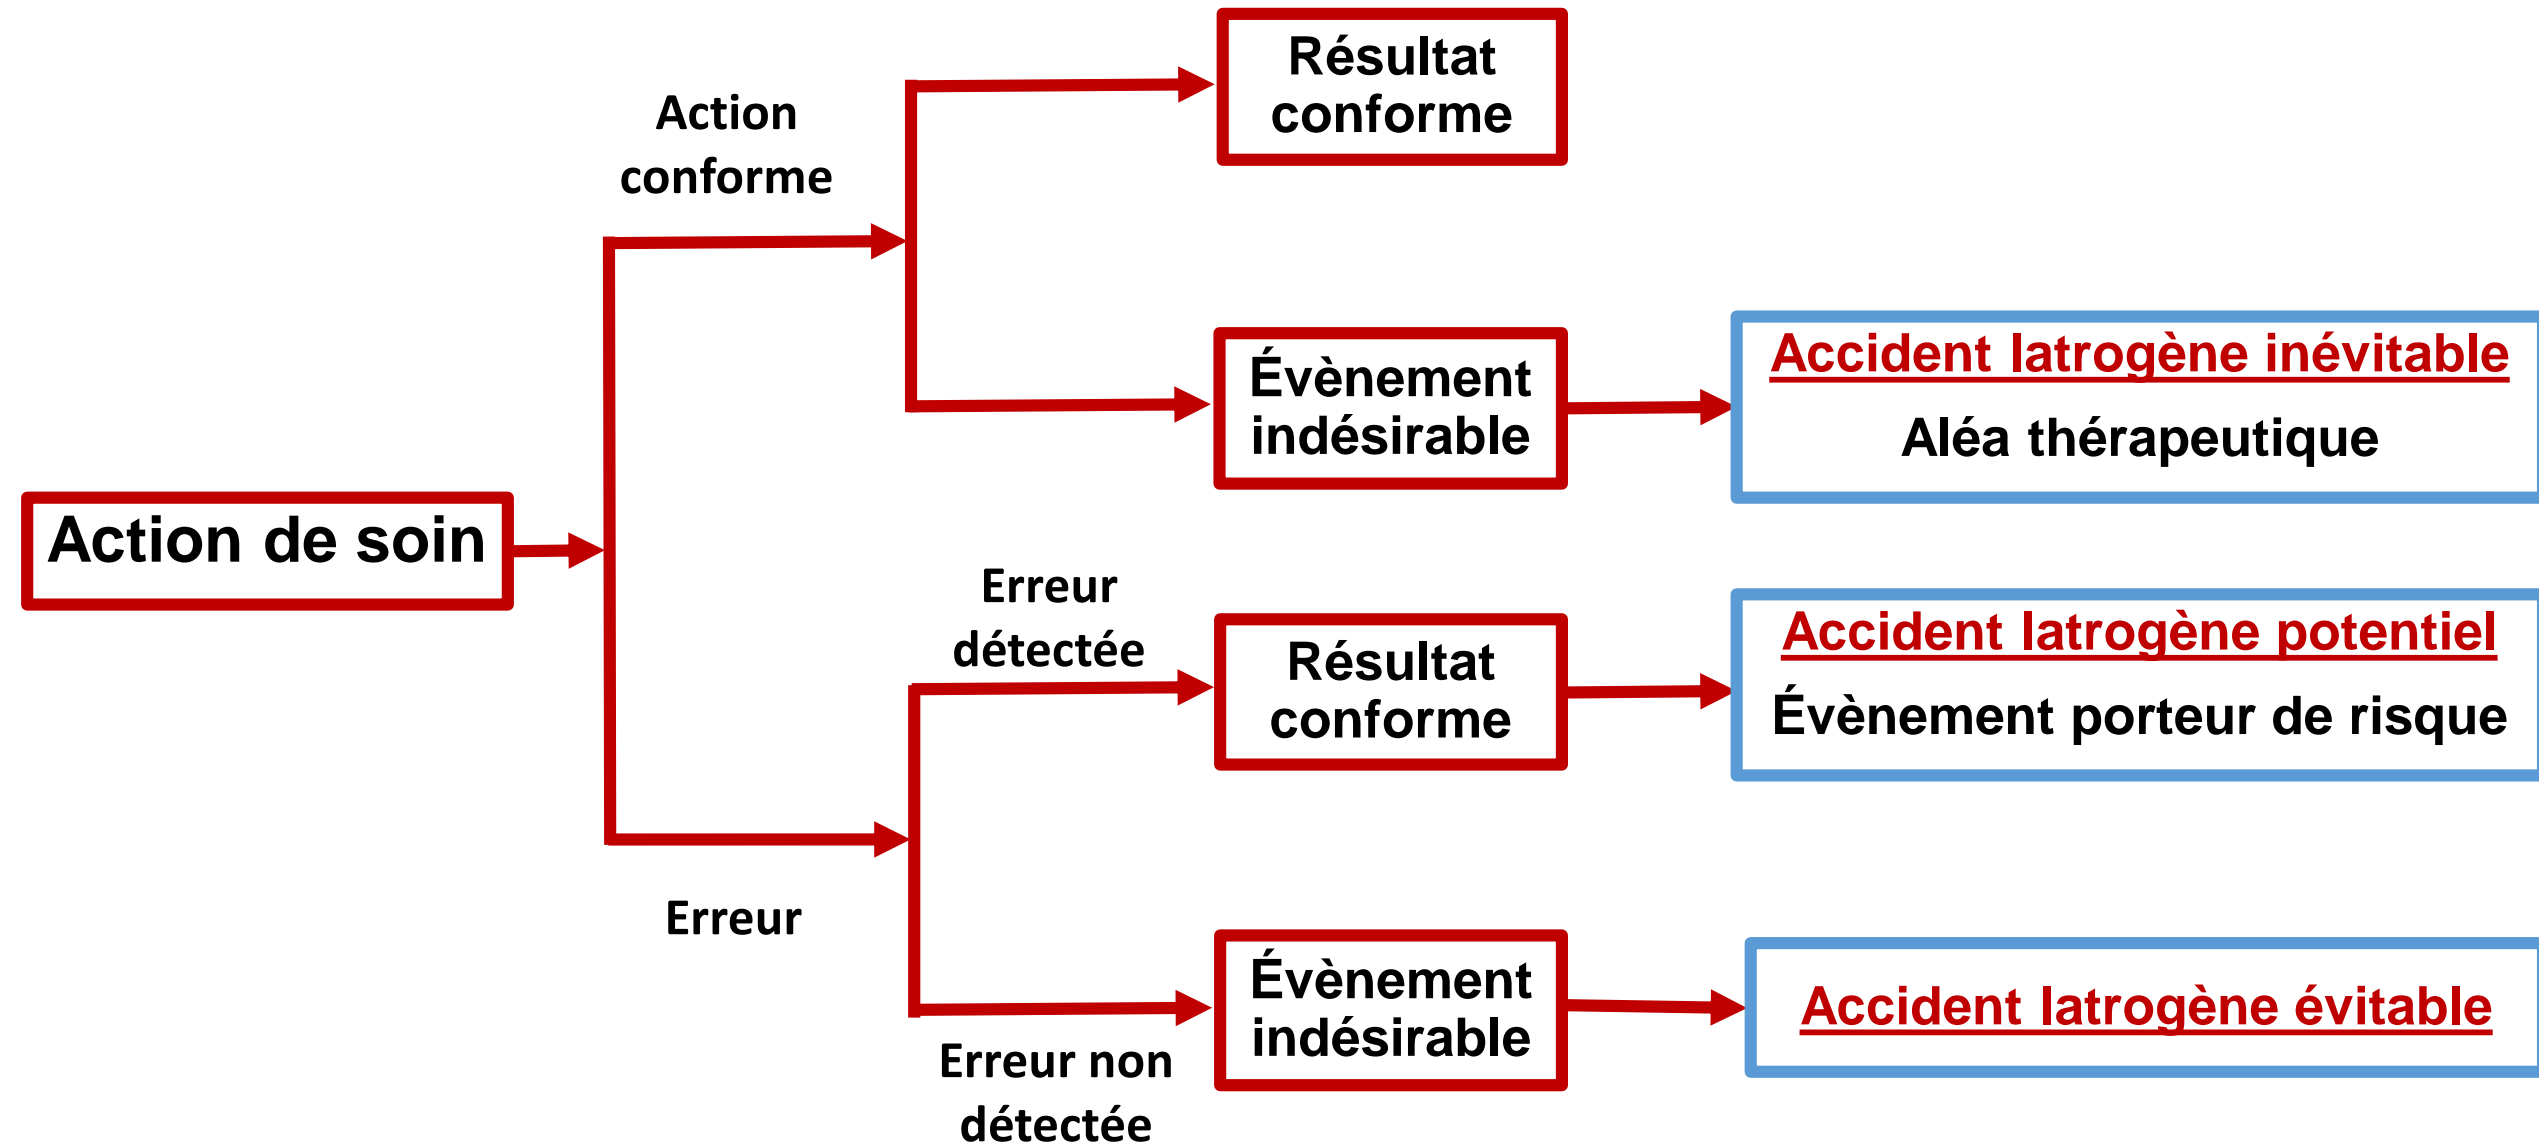 Résultat
conforme
Action
conforme
Évènement
indésirable
Accident Iatrogène inévitable
Aléa thérapeutique
Action de soin
Erreur
détectée
Résultat
conforme
Accident Iatrogène potentiel
Évènement porteur de risque
Erreur
Évènement
indésirable
Accident Iatrogène évitable
Erreur non
détectée